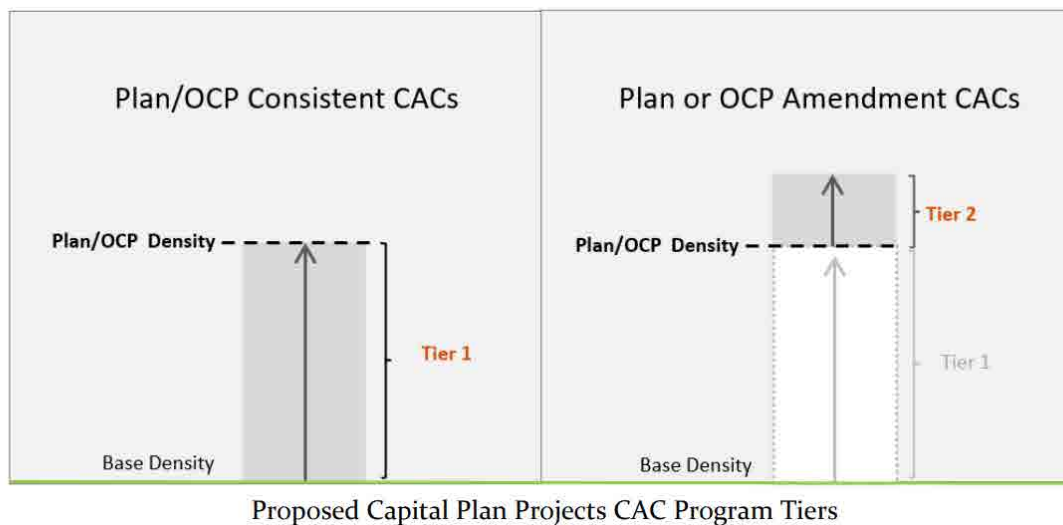 Plan/OCP Consistent CACs
Plan/OCP Density
Tier 1
Base Density
Plan or OCP Amendment CACs
Tier 2
Plan/OCP Density
Tier 1
Base Density
Proposed Capital Plan Projects CAC Program Tiers